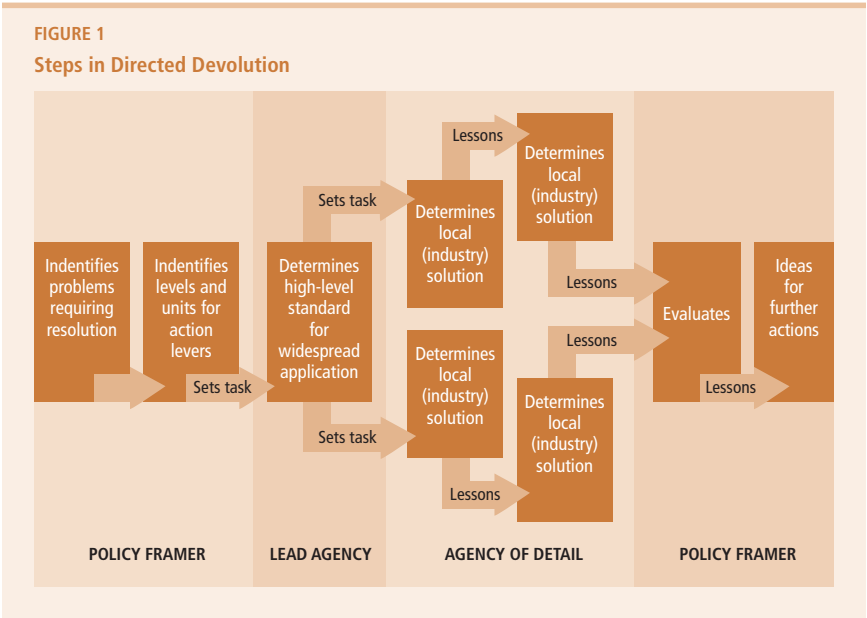 FIGURE 1
Steps in Directed Devolution
Indentifies
problems
requiring
resolution
Indentifies
levels and
units for
action
levers
Sets task
Determines
high-level
standard
for
widespread
application
Sets task
Sets task
Determines
local
(industry)
solution
Lessons
Determines
local
(industry)
solution
Lessons
Determines
local
(industry)
solution
Lessons
Determines
local
(industry)
solution
Lessons
Evaluates
Lessons
Ideas
for
further
actions
POLICY FRAMER
LEAD AGENCY
AGENCY OF DETAIL
POLICY FRAMER